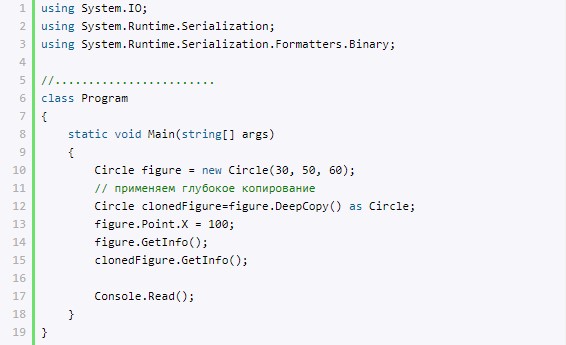 1 using System.IO;
2 using System.Runtime.Serialization;
3 using System.Runtime.Serialization.Formatters.Binary;
4
5 //........................
6 class Program
7 {
8     static void Main(string[] args)
9     {
10         Circle figure = new Circle(30, 50, 60);
11         // применяем глубокое копирование
12         Circle clonedFigure=figure.DeepCopy() as Circle;
13         figure.Point.X = 100;
14         figure.GetInfo();
15         clonedFigure.GetInfo();
16
17         Console.Read();
18     }
19 }